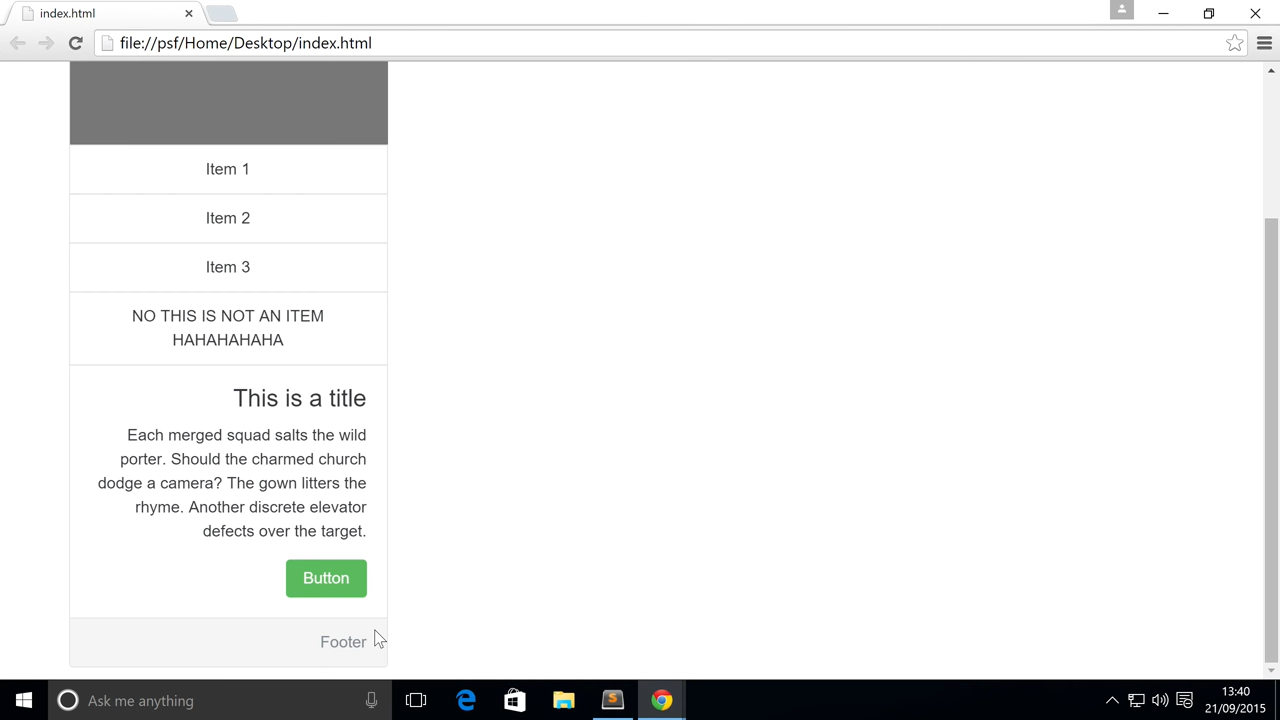 index.html
file://psf/Home/Desktop/index.html
Item 1
Item 2
Item 3
NO THIS IS NOT AN ITEM
HAHAHAHAHA
This is a title
Each merged squad salts the wild
porter. Should the charmed church
dodge a camera? The gown litters the
rhyme. Another discrete elevator
defects over the target.
Button
Footer
Ask me anything
13:40
21/09/2015